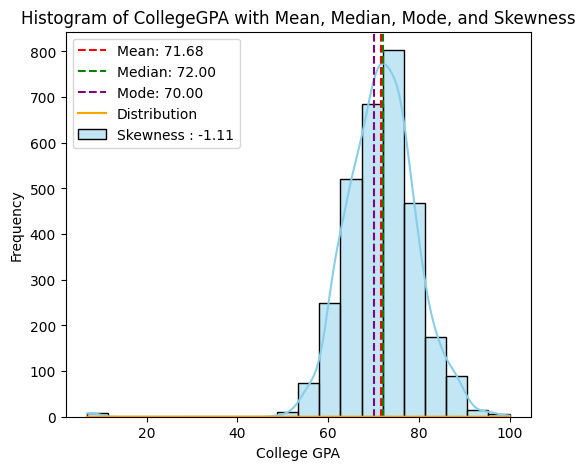 Histogram of CollegeGPA with Mean, Median, Mode, and Skewness
Mean: 71.68
Median: 72.00
Mode: 70.00
Distribution
Skewness : -1.11
Frequency
800
700
600
500
400
300
200
100
0
20 40 60 80 100
College GPA